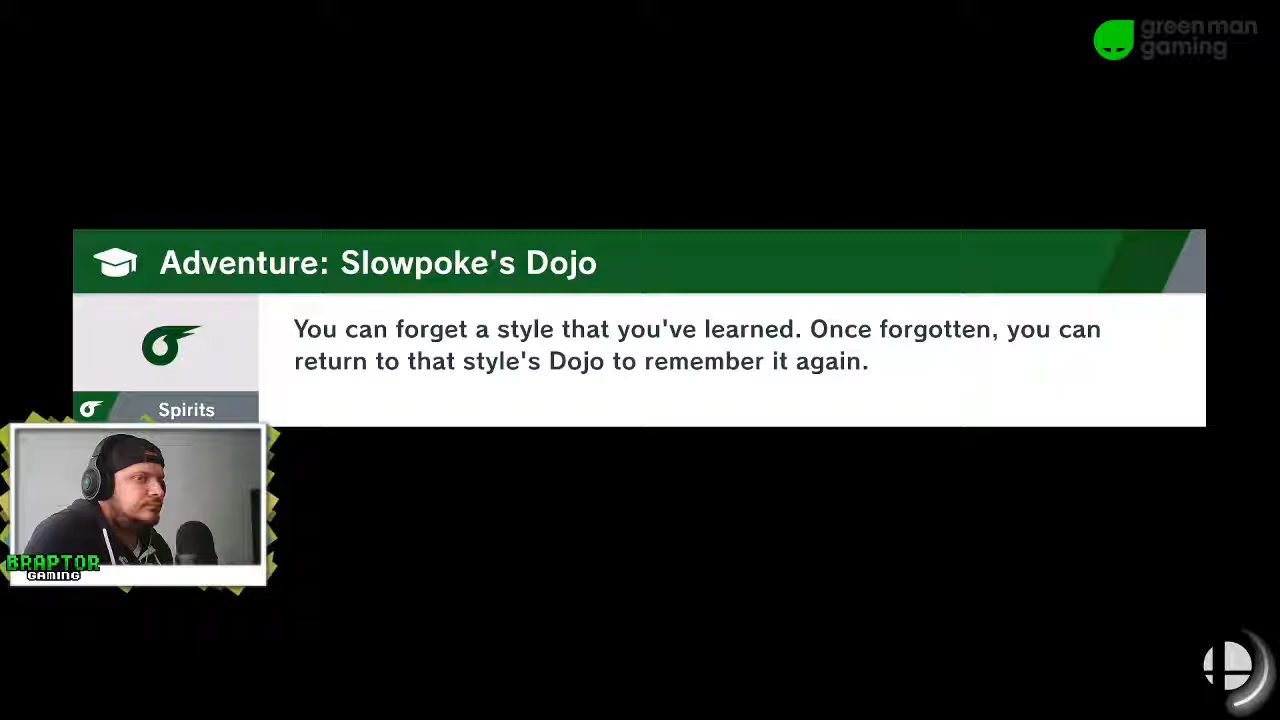 green man
gaming
Adventure: Slowpoke's Dojo
You can forget a style that you've learned. Once forgotten, you can
return to that style's Dojo to remember it again.
Spirits
BRAPTOR
GAMING